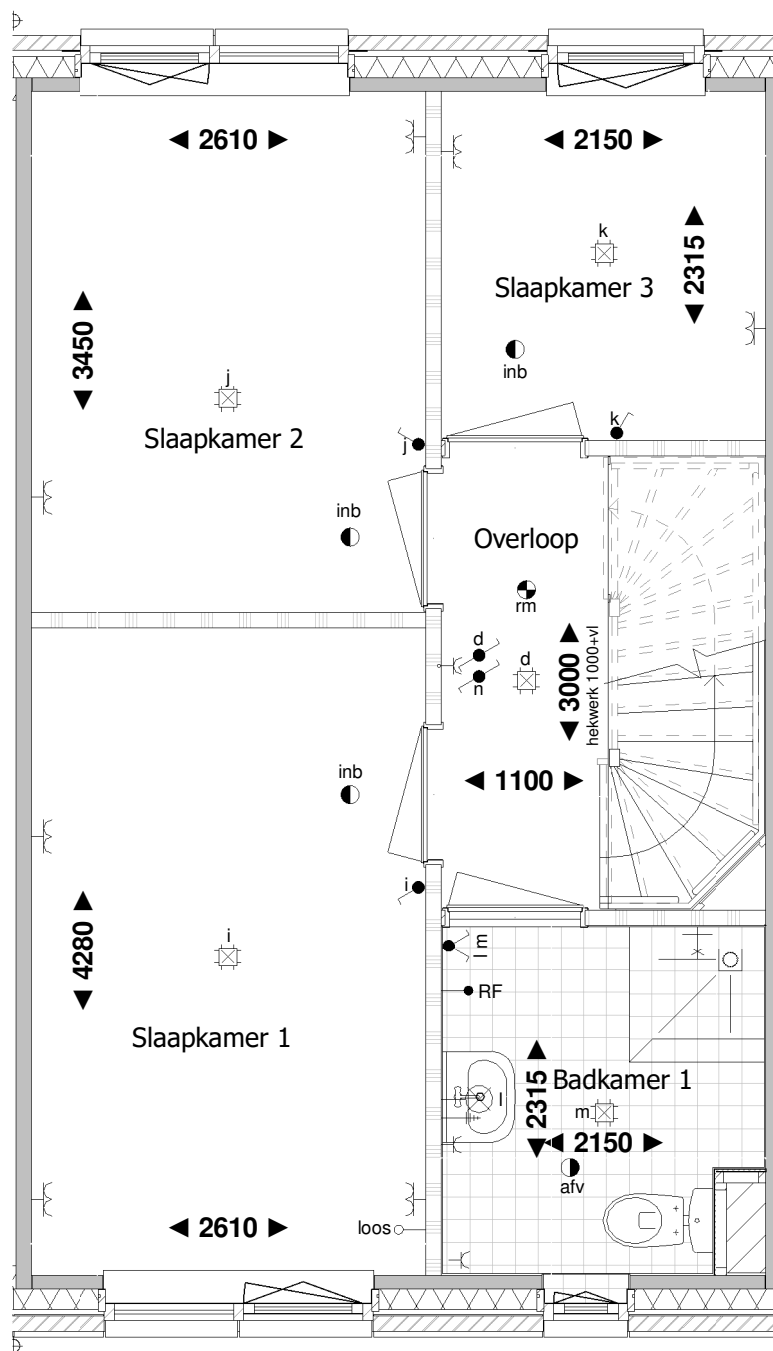 ◄ 2610 ►
◄ 2150 ►
k
◄ 2315 ►
Slaapkamer 3
◄ 3450 ►
inb
j
k
Slaapkamer 2
j
inb
Overloop
rm
d
d
n
◄ 3000 ►
hekwerk 1000+vl
inb
◄ 1100 ►
i
◄ 4280 ►
i
l m
RF
Slaapkamer 1
◄ 2315 ►
Badkamer 1
l
m
◄ 2150 ►
afv
◄ 2610 ►
loos